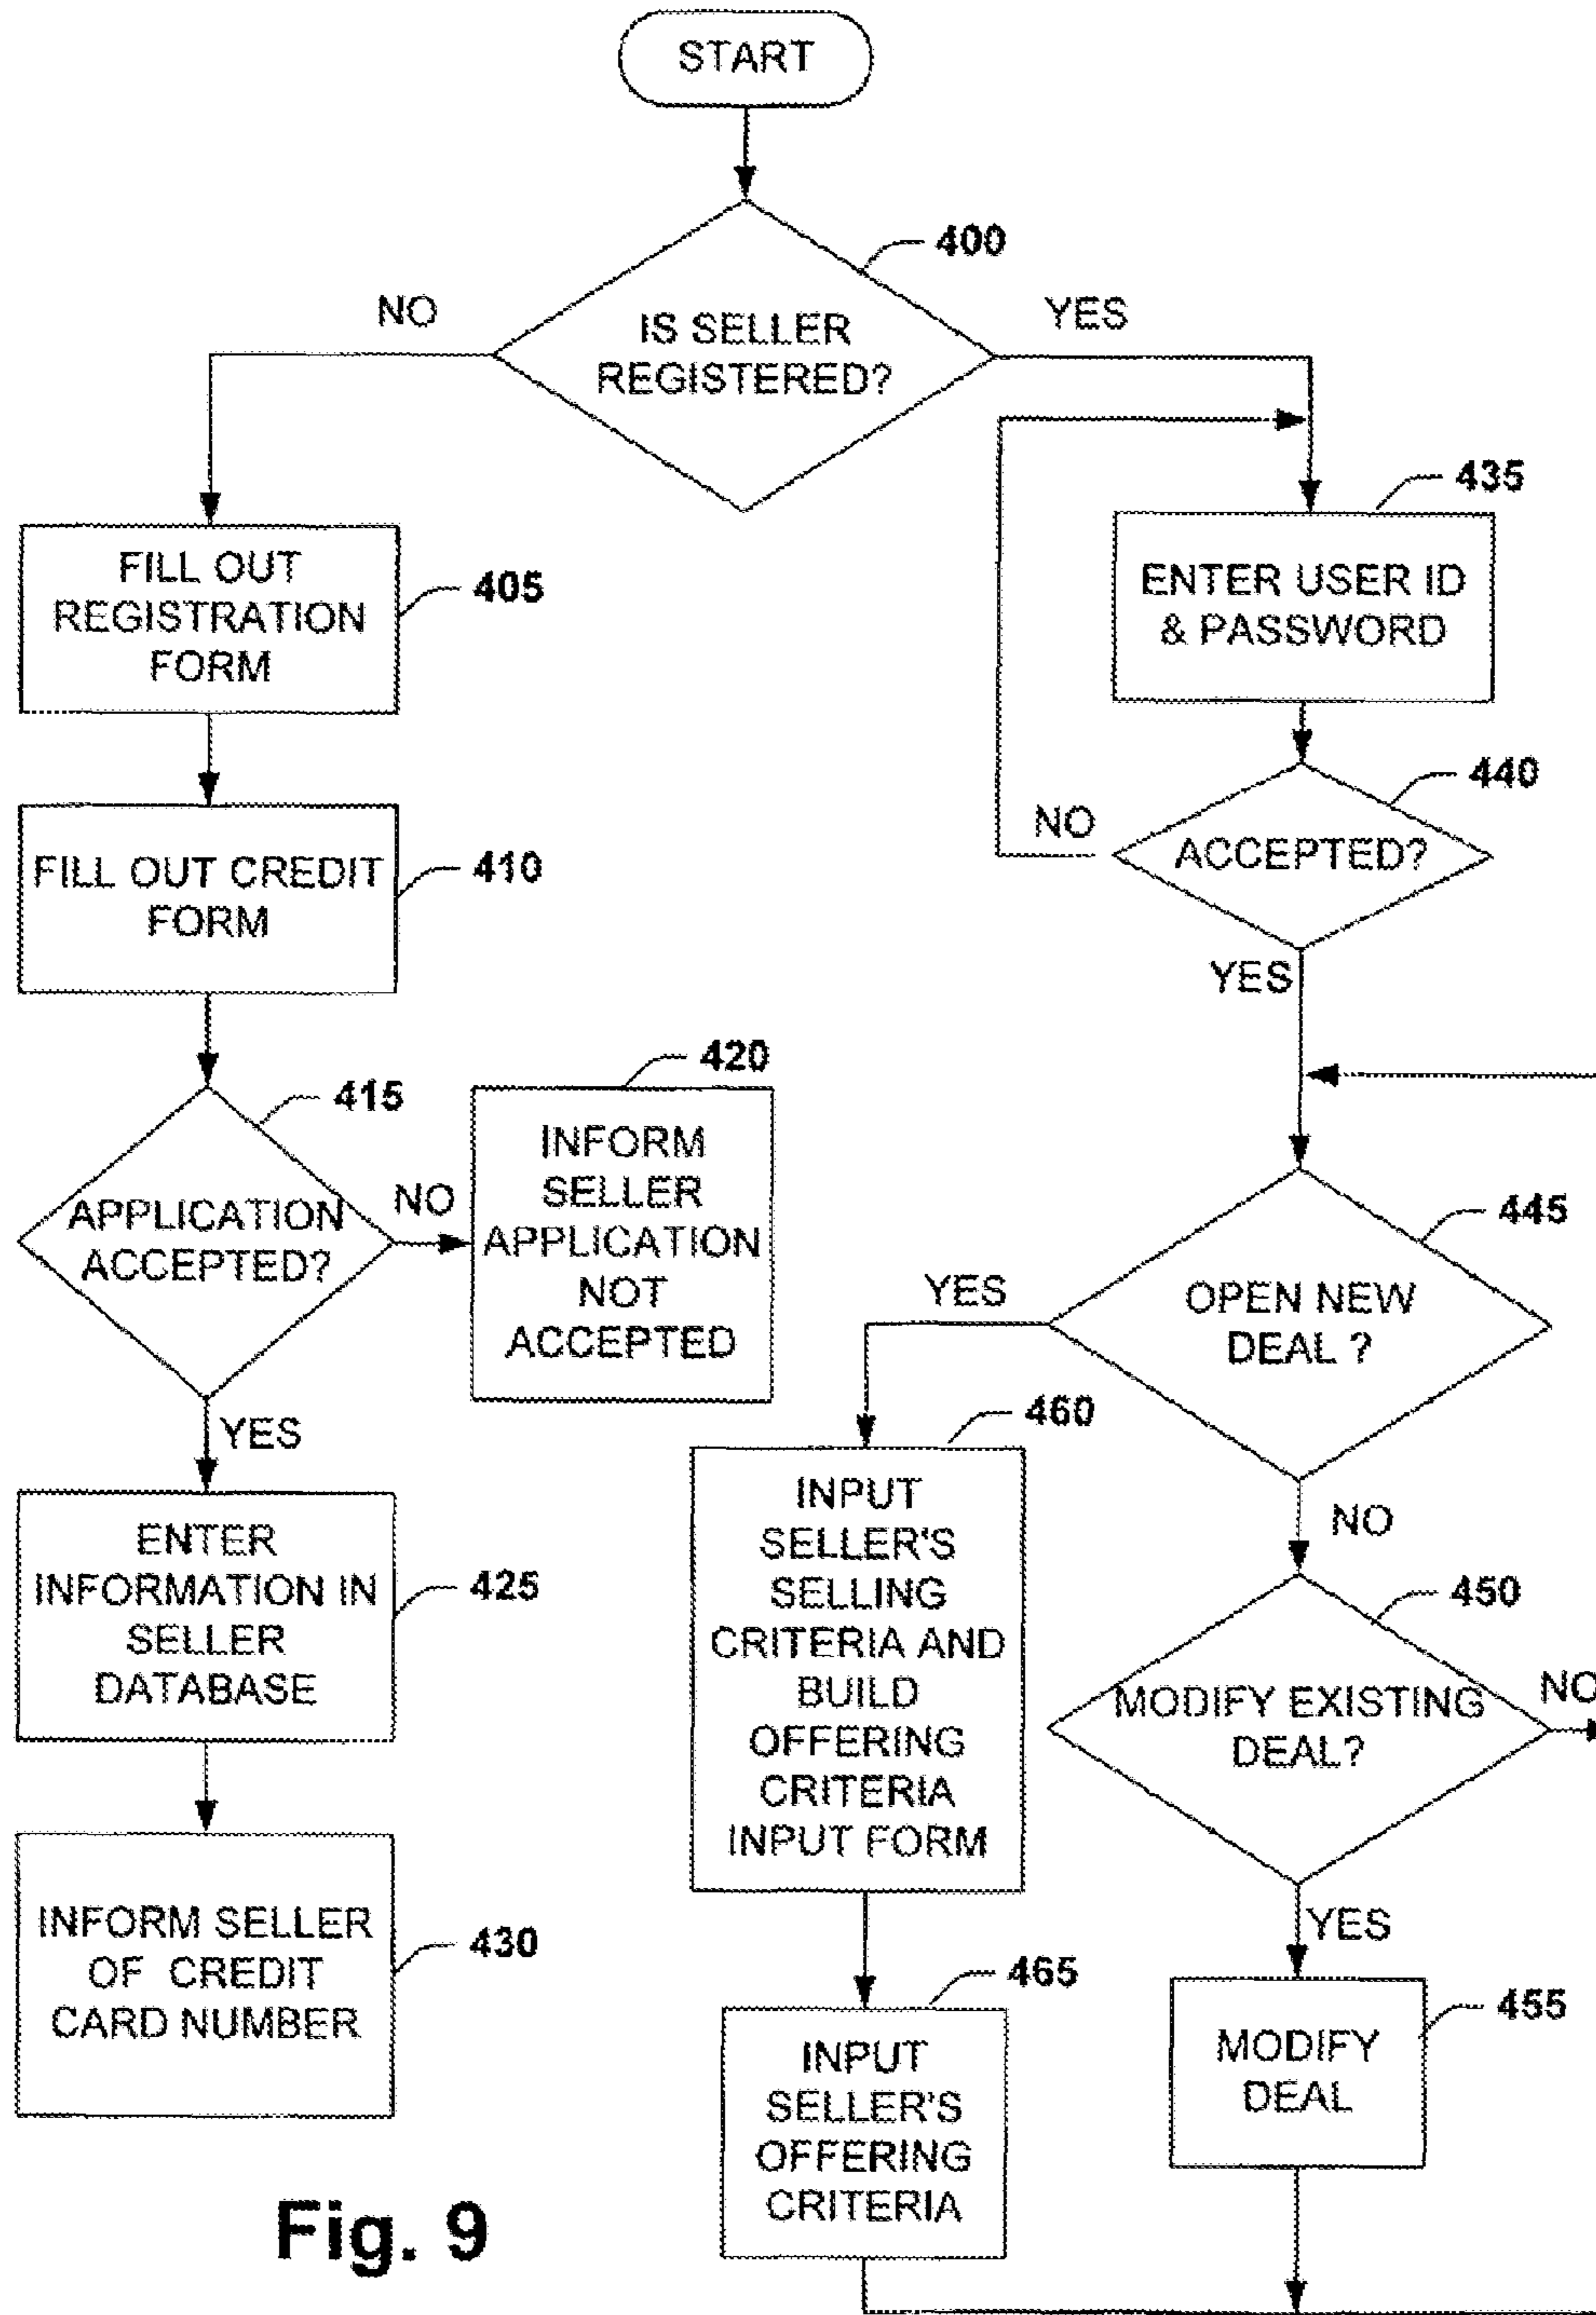 START
400
IS SELLER
REGISTERED?
NO
YES
FILL OUT
REGISTRATION
FORM
405
FILL OUT CREDIT
FORM
410
415
APPLICATION
ACCEPTED?
NO
420
INFORM
SELLER
APPLICATION
NOT
ACCEPTED
YES
ENTER
INFORMATION IN
SELLER
DATABASE
425
INFORM SELLER
OF CREDIT
CARD NUMBER
430
435
ENTER USER ID
& PASSWORD
440
ACCEPTED?
NO
YES
445
OPEN NEW
DEAL ?
YES
NO
460
INPUT
SELLER'S
SELLING
CRITERIA AND
BUILD
OFFERING
CRITERIA
INPUT FORM
465
INPUT
SELLER'S
OFFERING
CRITERIA
450
MODIFY EXISTING
DEAL?
NO
YES
455
MODIFY
DEAL
Fig. 9